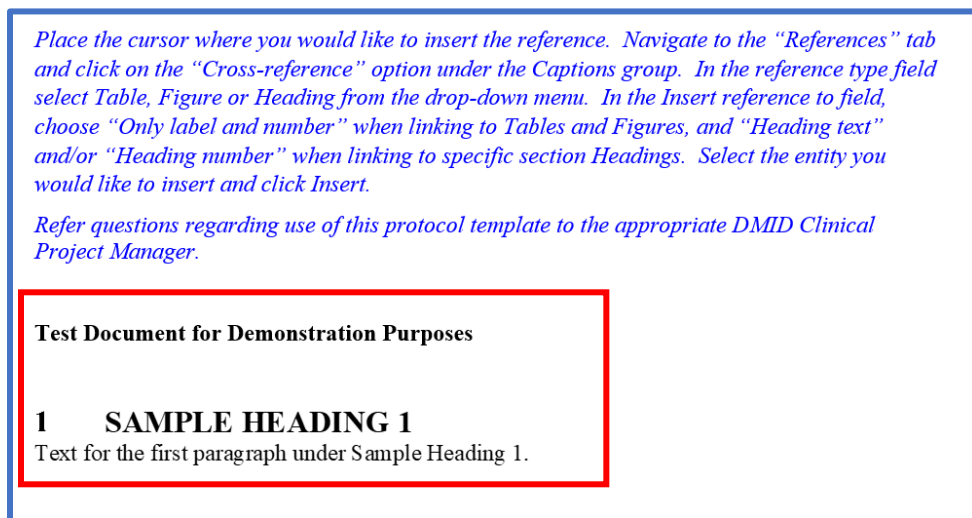 Place the cursor where you would like to insert the reference.  Navigate to the “References” tab
and click on the “Cross-reference” option under the Captions group.  In the reference type field
select Table, Figure or Heading from the drop-down menu.  In the Insert reference to field,
choose “Only label and number” when linking to Tables and Figures, and “Heading text”
and/or “Heading number” when linking to specific section Headings.  Select the entity you
would like to insert and click Insert.
Refer questions regarding use of this protocol template to the appropriate DMID Clinical
Project Manager.
Test Document for Demonstration Purposes
1 SAMPLE HEADING 1
Text for the first paragraph under Sample Heading 1.